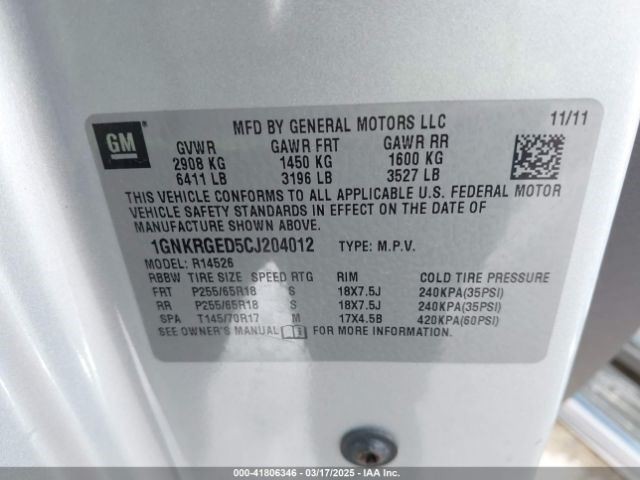 GM
MFD BY GENERAL MOTORS LLC 11/11
GVWR GAWR FRT GAWR RR
2908 KG 1450 KG 1600 KG
6411 LB 3196 LB 3527 LB
THIS VEHICLE CONFORMS TO ALL APPLICABLE U.S. FEDERAL MOTOR
VEHICLE SAFETY STANDARDS IN EFFECT ON THE DATE OF
MANUFACTURE SHOWN ABOVE.
1GNKRGED5CJ204012 TYPE: M.P.V.
MODEL: R14526
RBBW TIRE SIZE SPEED RTG RIM COLD TIRE PRESSURE
FRT P255/65R18 S 18X7.5J 240KPA(35PSI)
RR P255/65R18 S 18X7.5J 240KPA(35PSI)
SPA T145/70R17 M 17X4.5B 420KPA(60PSI)
SEE OWNER'S MANUAL FOR MORE INFORMATION.
000-41806346 - 03/17/2025 - IAA Inc.